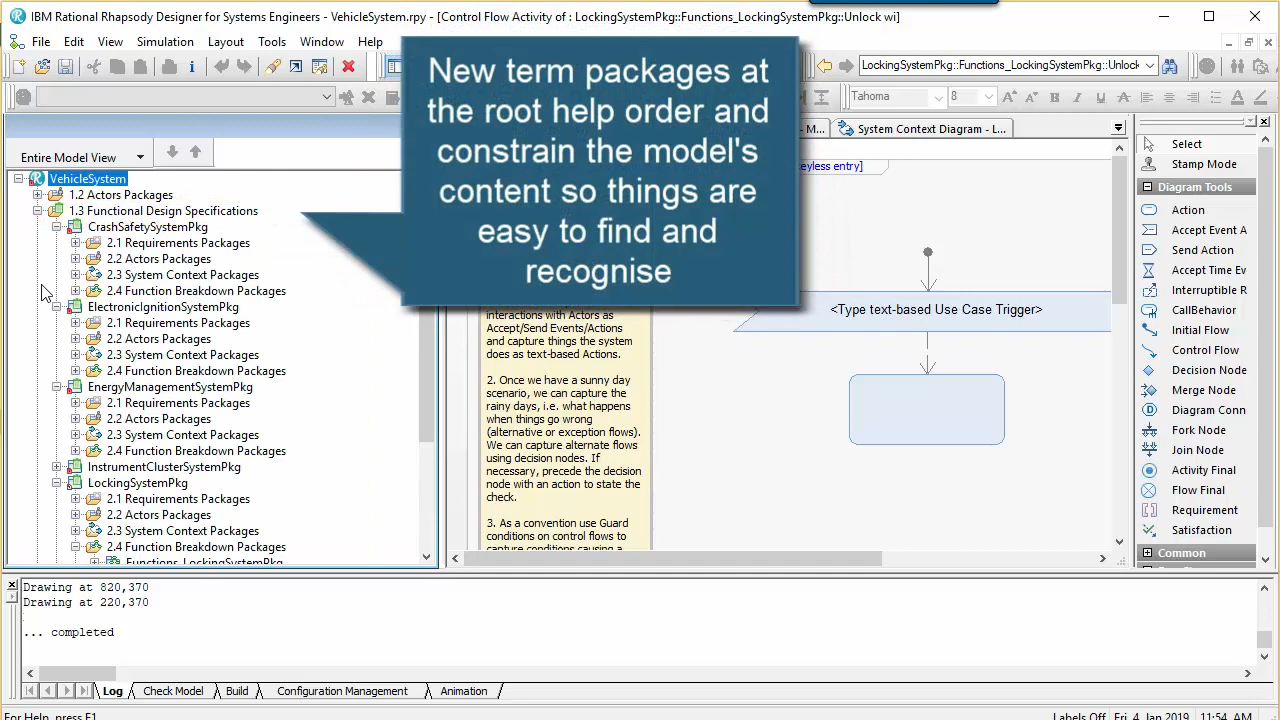 IBM Rational Rhapsody Designer for Systems Engineers - VehicleSystem.rpy - [Control Flow Activity of : LockingSystemPkg::Functions_LockingSystemPkg::Unlock wi]
File Edit View Simulation Layout Tools Window Help
New term packages at
the root help order and
constrain the model's
content so things are
easy to find and
recognise
LockingSystemPkg::Functions_LockingSystemPkg::Unlock
Tahoma 8
Entire Model View
M... System Context Diagram - L...
eyless entry]
VehicleSystem
1.2 Actors Packages
1.3 Functional Design Specifications
CrashSafetySystemPkg
2.1 Requirements Packages
2.2 Actors Packages
2.3 System Context Packages
2.4 Function Breakdown Packages
ElectronicIgnitionSystemPkg
2.1 Requirements Packages
2.2 Actors Packages
2.3 System Context Packages
2.4 Function Breakdown Packages
EnergyManagementSystemPkg
2.1 Requirements Packages
2.2 Actors Packages
2.3 System Context Packages
2.4 Function Breakdown Packages
InstrumentClusterSystemPkg
LockingSystemPkg
2.1 Requirements Packages
2.2 Actors Packages
2.3 System Context Packages
2.4 Function Breakdown Packages
Functions_LockingSystemPkg
interactions with Actors as
Accept/Send Events/Actions
and capture things the system
does as text-based Actions.
2. Once we have a sunny day
scenario, we can capture the
rainy days, i.e. what happens
when things go wrong
(alternative or exception flows).
We can capture alternate flows
using decision nodes. If
necessary, precede the decision
node with an action to state the
check.
3. As a convention use Guard
conditions on control flows to
capture conditions causing a
<Type text-based Use Case Trigger>
Select
Stamp Mode
Diagram Tools
Action
Accept Event A
Send Action
Accept Time Ev
Interruptible R
CallBehavior
Initial Flow
Control Flow
Decision Node
Merge Node
Diagram Conn
Fork Node
Join Node
Activity Final
Flow Final
Requirement
Satisfaction
Common
Drawing at 820,370
Drawing at 220,370
... completed
Log Check Model Build Configuration Management Animation
For Help, press F1
Labels Off Fri, 4, Jan 2019 11:54 AM